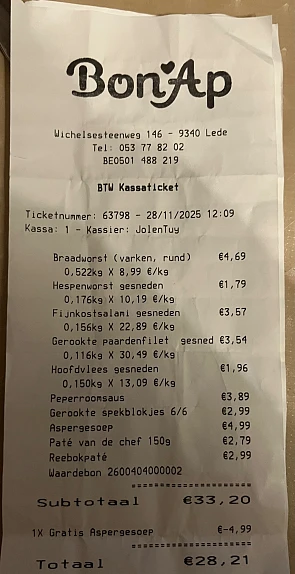 Bon Ap
Wichelsesteenweg 146 - 9340 Lede
Tel: 053 77 82 02
BE0501 488 219
BTW Kassaticket
Ticketnummer: 63798 - 28/11/2025 12:09
Kassa: 1 - Kassier: JolenTuy
Braadworst (varken, rund) €4,69
0,522kg X 8,99 €/kg
Hespenworst gesneden €1,79
0,176kg X 10,19 €/kg
Fijnkostsalami gesneden €3,57
0,156kg X 22,89 €/kg
Gerookte paardenfilet gesned €3,54
0,116kg X 30,49 €/kg
Hoofdvlees gesneden €1,96
0,150kg X 13,09 €/kg
Peperroomsaus €3,89
Gerookte spekblokjes 6/6 €2,99
Aspergesoep €4,99
Paté van de chef 150g €2,79
Reebokpaté €2,99
Waardebon 2600404000002
Subtotaal €33,20
1X Gratis Aspergesoep €-4,99
Totaal €28,21